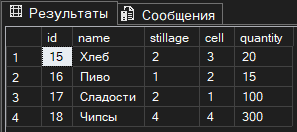 Результаты Сообщения
id name stillage cell quantity
1 15 Хлеб 2 3 20
2 16 Пиво 1 2 15
3 17 Сладости 2 1 100
4 18 Чипсы 4 4 300